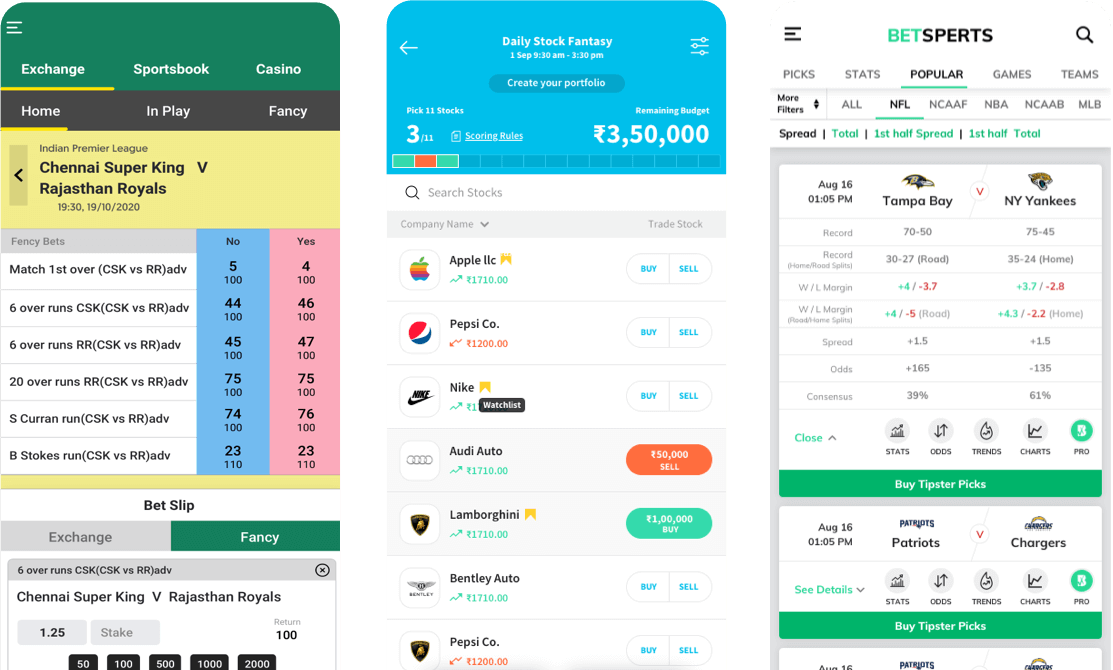 Exchange Sportsbook Casino
Home In Play Fancy
Indian Premier League
Chennai Super King V
Rajasthan Royals
19:30, 19/10/2020
Fency Bets No Yes
Match 1st over (CSK vs RR)adv 5 4
100 100
6 over runs CSK(CSK vs RR)adv 44 46
100 100
6 over runs RR(CSK vs RR)adv 45 47
100 100
20 over runs RR(CSK vs RR)adv 75 75
100 100
S Curran run(CSK vs RR)adv 74 76
100 100
B Stokes run(CSK vs RR)adv 23 23
110 110
Bet Slip
Exchange Fancy
6 over runs CSK(CSK vs RR)adv
Chennai Super King V Rajasthan Royals
Return
1.25 Stake 100
50 100 500 1000 2000
Daily Stock Fantasy
1 Sep 9:30 am - 3:30 pm
Create your portfolio
Pick 11 Stocks Remaining Budget
3/11 Scoring Rules ₹3,50,000
Search Stocks
Company Name Trade Stock
Apple llc
₹1710.00
BUY SELL
Pepsi Co.
₹1200.00
BUY SELL
NIKE
Nike
₹1
Watchlist
BUY SELL
Audi Auto
₹1710.00
₹50,000
SELL
Lamborghini
₹1710.00
₹1,00,000
BUY
BENTLEY
Bentley Auto
₹1710.00
BUY SELL
Pepsi Co.
₹1200.00
BUY SELL
BETSPERTS
PICKS STATS POPULAR GAMES TEAMS
More
Filters
ALL NFL NCAAF NBA NCAAB MLB
Spread | Total | 1st half Spread | 1st half Total
Aug 16
01:05 PM
Tampa Bay V NY Yankees
Record 70-50 75-45
Record
(Home/Road Splits)
30-27 (Road) 35-24 (Home)
W / L Margin +4 / -3.7 +3.7 / -2.8
W / L Margin
(Road/Home Splits)
+4 / -5 (Road) +4.3 / -2.2 (Home)
Spread +1.5 +1.5
Odds +165 -135
Consensus 39% 61%
Close STATS ODDS TRENDS CHARTS PRO
Buy Tipster Picks
PATRIOTS CHARGERS
Aug 16
01:05 PM
Patriots V Chargers
See Details STATS ODDS TRENDS CHARTS PRO
Buy Tipster Picks
Aug 16
PATRIOTS